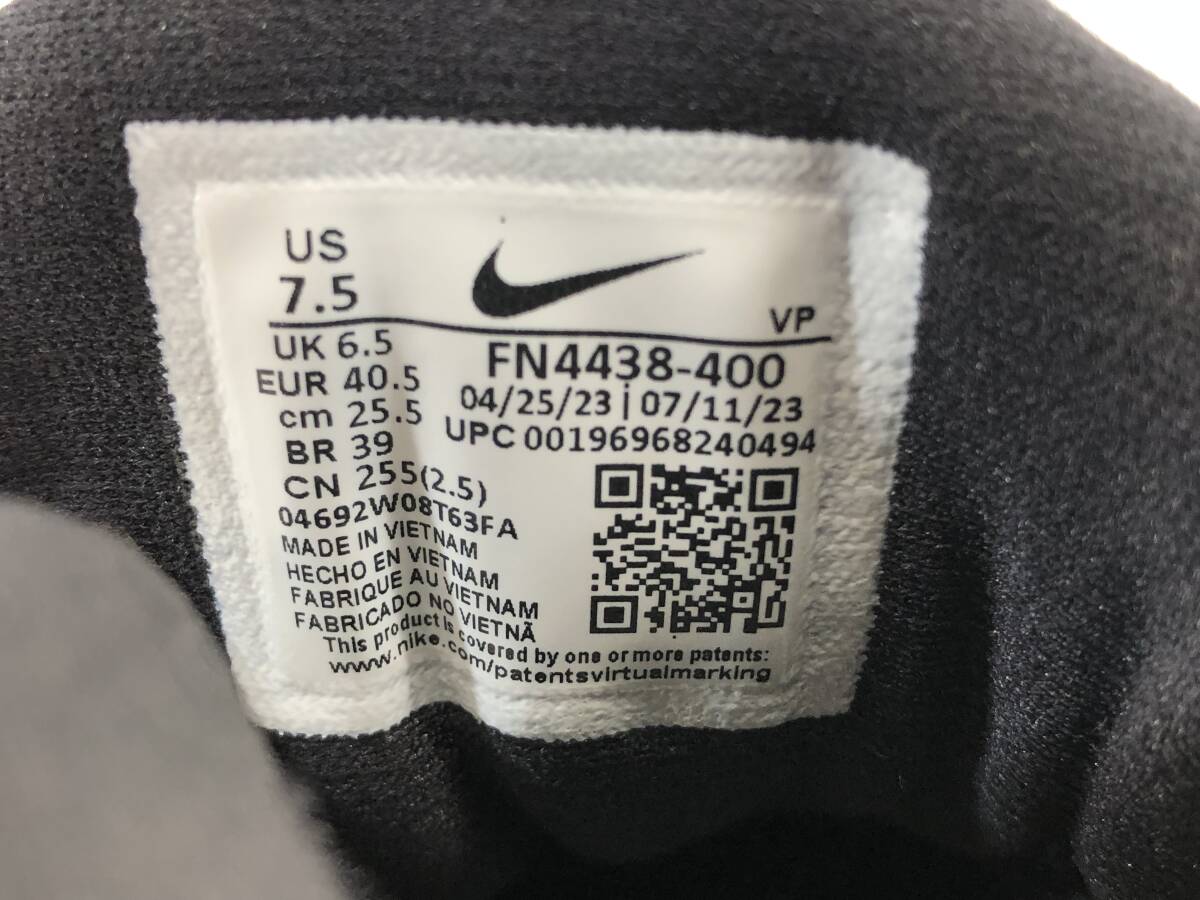 US
7.5
VP
UK 6.5
EUR 40.5
cm 25.5
BR 39
CN 255(2.5)
FN4438-400
04/25/23 | 07/11/23
UPC 00196968240494
04692W08T63FA
MADE IN VIETNAM
HECHO EN VIETNAM
FABRIQUE AU VIETNAM
FABRICADO NO VIETNÃ
This product is covered by one or more patents:
www.nike.com/patentsvirtualmarking